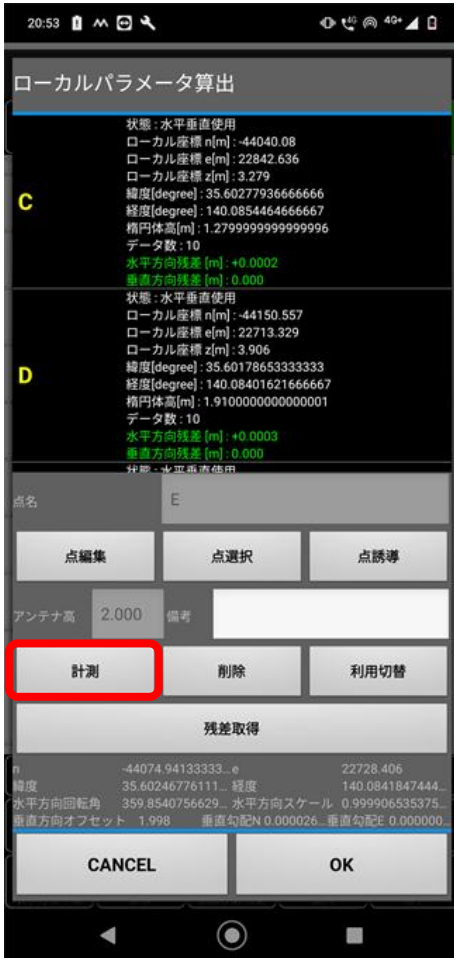 20:53
4G 4G+
ローカルパラメータ算出
状態 : 水平垂直使用
ローカル座標 n[m] : -44040.08
ローカル座標 e[m] : 22842.636
ローカル座標 z[m] : 3.279
C
緯度[degree] : 35.60277936666666
経度[degree] : 140.0854464666667
楕円体高[m] : 1.2799999999999996
データ数 : 10
水平方向残差 [m] : +0.0002
垂直方向残差 [m] : 0.000
状態 : 水平垂直使用
ローカル座標 n[m] : -44150.557
ローカル座標 e[m] : 22713.329
ローカル座標 z[m] : 3.906
D
緯度[degree] : 35.60178653333333
経度[degree] : 140.08401621666667
楕円体高[m] : 1.9100000000000001
データ数 : 10
水平方向残差 [m] : +0.0003
垂直方向残差 [m] : 0.000
状態 : 水平垂直使用
点名 E
点編集 点選択 点誘導
アンテナ高 2.000 備考
計測 削除 利用切替
残差取得
n -44074.94133333... e 22728.406
緯度 35.60246776111... 経度 140.0841847444...
水平方向回転角 359.8540756629... 水平方向スケール 0.999906535375...
垂直方向オフセット 1.998 垂直勾配N 0.000026... 垂直勾配E 0.000000...
CANCEL OK